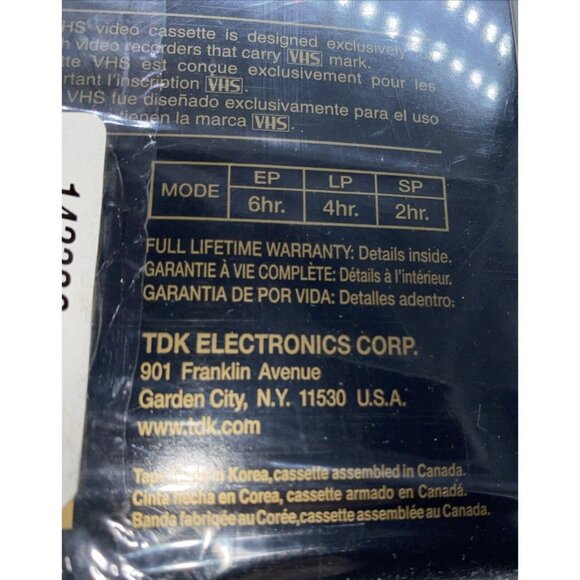 VHS video cassette is designed exclusively
video recorders that carry VHS mark.
VHS est conçue exclusivement pour les
l'inscription VHS.
VHS fue diseñado exclusivamente para el uso
la marca VHS.
MODE EP LP SP
6hr. 4hr. 2hr.
FULL LIFETIME WARRANTY: Details inside.
GARANTIE À VIE COMPLÈTE: Détails à l'intérieur.
GARANTIA DE POR VIDA: Detalles adentro.
TDK ELECTRONICS CORP.
901 Franklin Avenue
Garden City, N.Y. 11530 U.S.A.
www.tdk.com
in Korea, cassette assembled in Canada.
Cinta hecha en Corea, cassette armado en Canadá.
Banda fabriqée au Corée, cassette assemblée au Canada.